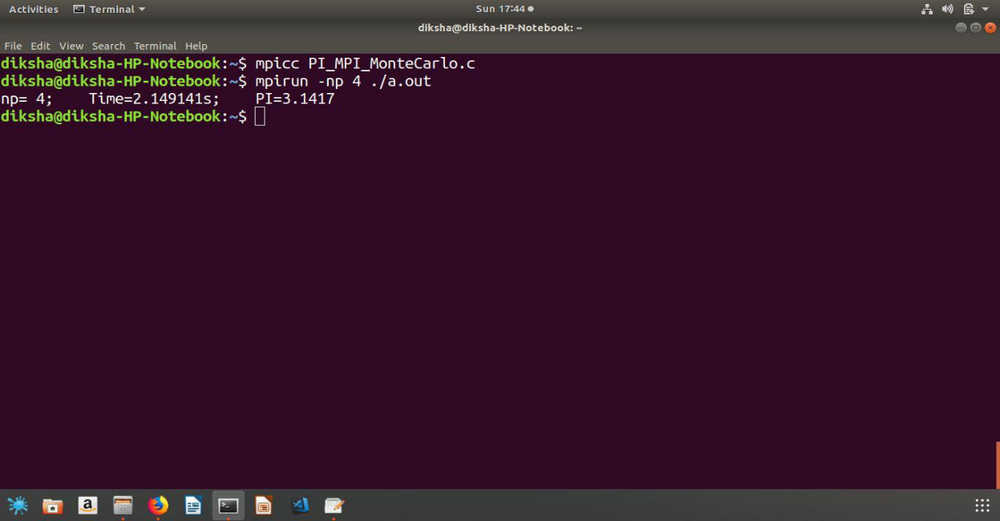 Activities Terminal Sun 17:44
diksha@diksha-HP-Notebook: ~
File Edit View Search Terminal Help
diksha@diksha-HP-Notebook:~$ mpicc PI_MPI_MonteCarlo.c
diksha@diksha-HP-Notebook:~$ mpirun -np 4 ./a.out
np= 4;    Time=2.149141s;    PI=3.1417
diksha@diksha-HP-Notebook:~$
a